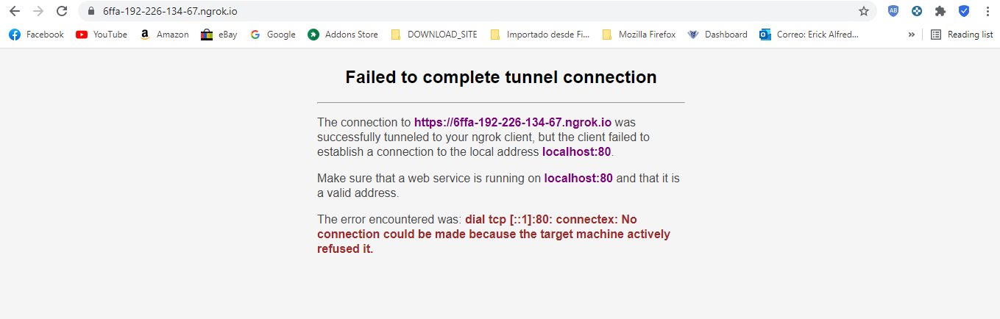 6ffa-192-226-134-67.ngrok.io
AB
Facebook YouTube Amazon eBay Google Addons Store DOWNLOAD_SITE Importado desde Fi... Mozilla Firefox Dashboard Correo: Erick Alfred... » Reading list
Failed to complete tunnel connection
The connection to https://6ffa-192-226-134-67.ngrok.io was
successfully tunneled to your ngrok client, but the client failed to
establish a connection to the local address localhost:80.
Make sure that a web service is running on localhost:80 and that it is
a valid address.
The error encountered was: dial tcp [::1]:80: connectex: No
connection could be made because the target machine actively
refused it.